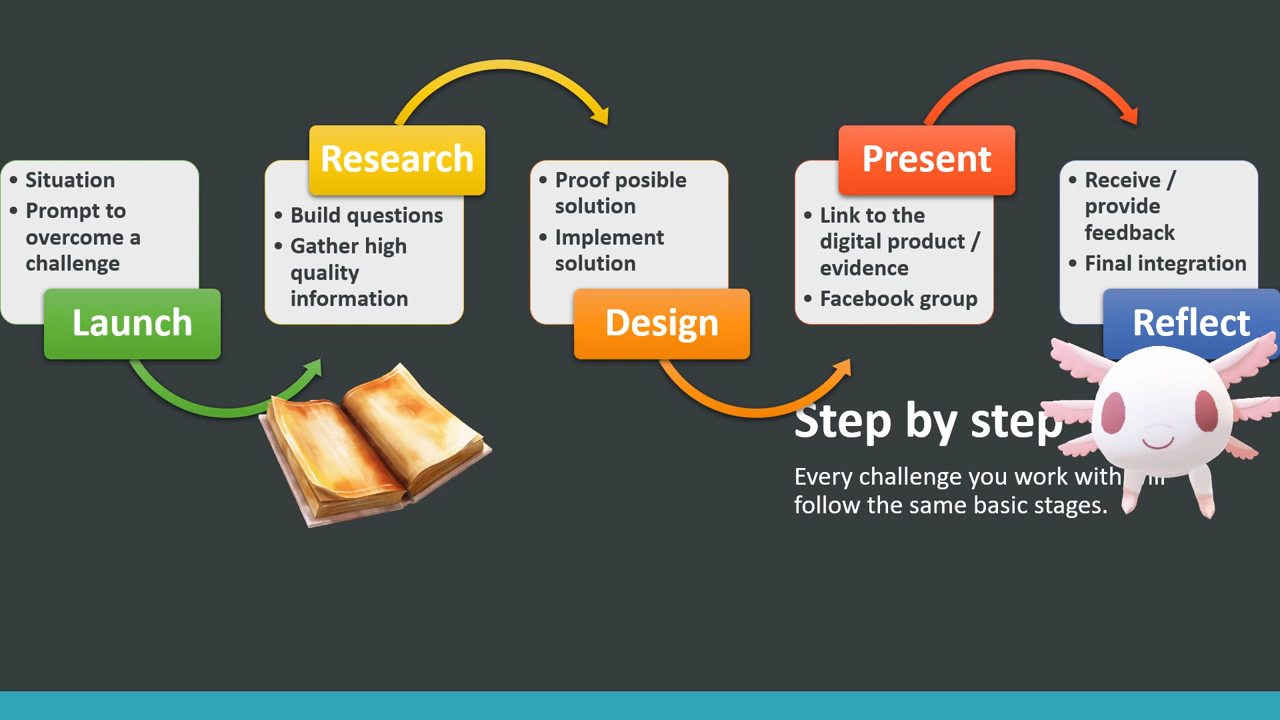 • Situation
• Prompt to
overcome a
challenge
Launch
Research
• Build questions
• Gather high
quality
information
• Proof posible
solution
• Implement
solution
Design
Present
• Link to the
digital product /
evidence
• Facebook group
• Receive /
provide
feedback
• Final integration
Reflect
Step by step
Every challenge you work with
follow the same basic stages.